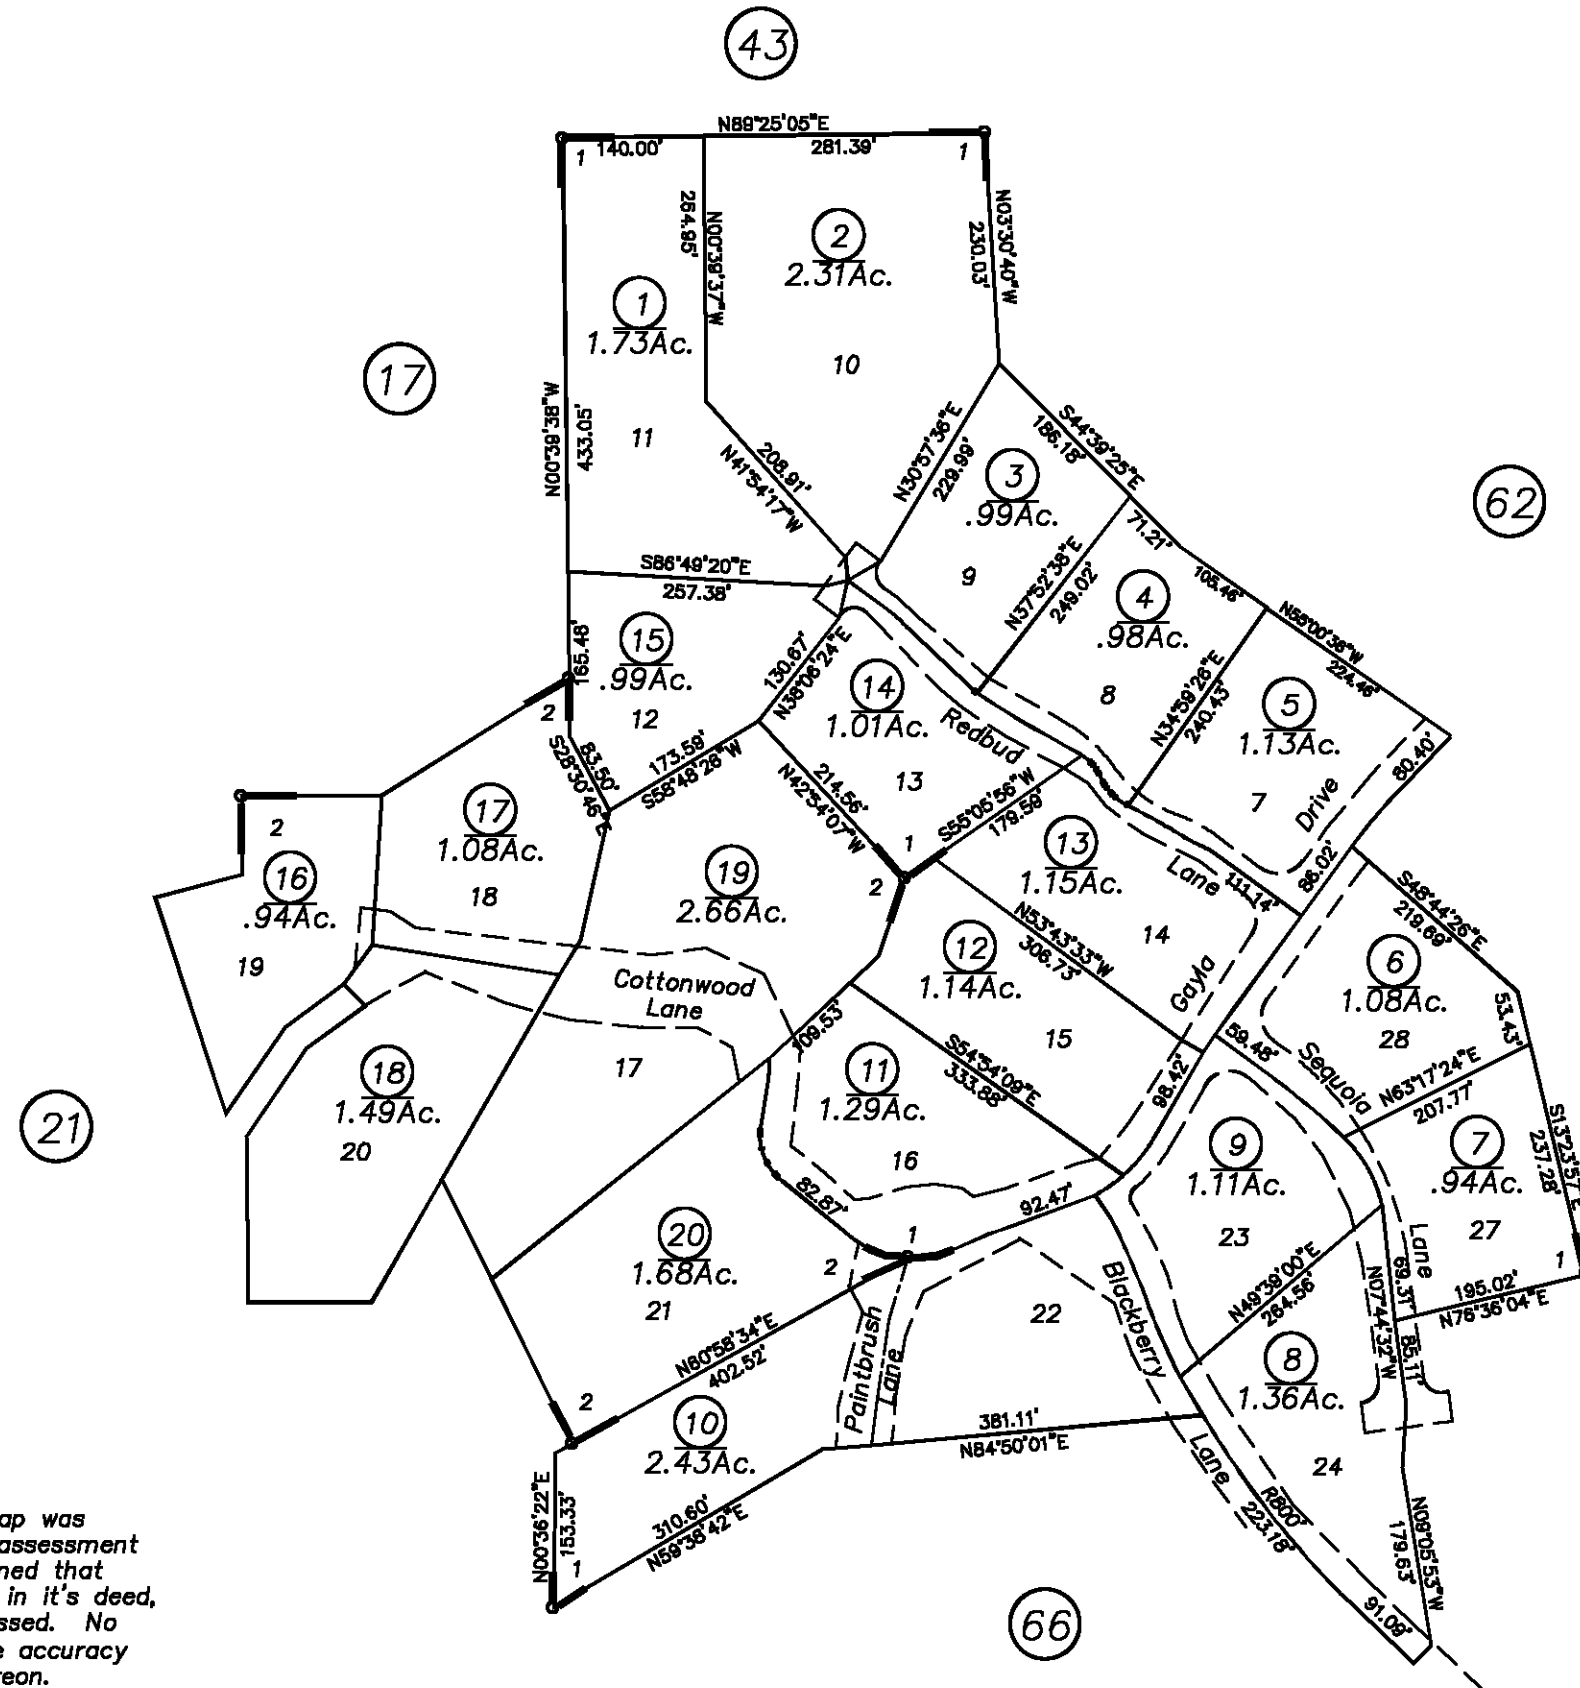 43
N89°25'05"E
140.00'
281.39'
1
1
264.95'
N00°39'37"W
2
2.31Ac.
10
N03°30'40"W
230.03'
1
1.73Ac.
11
17
N00°39'38"W
433.05'
208.91'
N41°54'17"W
N30°57'36"E
229.99'
S44°39'25"E
186.18'
3
.99Ac.
9
62
71.21'
105.46'
N37°52'38"E
249.02'
4
.98Ac.
8
N56°00'36"W
224.46'
S86°49'20"E
257.38'
15
.99Ac.
12
165.48'
2
130.67'
N38°06'24"E
14
1.01Ac.
13
Redbud
N34°59'26"E
240.43'
5
1.13Ac.
7
Drive
80.40'
S28°30'46"E
83.50'
173.59'
S58°48'28"W
214.56'
N42°54'07"W
S55°05'56"W
179.59'
1
2
13
1.15Ac.
14
Lane
111.14'
86.02'
S48°44'26"E
219.69'
2
16
.94Ac.
19
17
1.08Ac.
18
19
2.66Ac.
N53°43'33"W
306.73'
12
1.14Ac.
15
Gayla
6
1.08Ac.
28
53.43'
Cottonwood
Lane
17
109.53'
11
1.29Ac.
16
S54°54'09"E
333.88'
98.42'
59.48'
Sequoia
N63°17'24"E
207.77'
21
18
1.49Ac.
20
9
1.11Ac.
23
7
.94Ac.
27
S13°23'57"E
237.28'
1
82.87'
92.47'
1
2
20
1.68Ac.
21
Lane
69.31'
N07°44'32"W
195.02'
N76°36'04"E
85.11'
N49°39'00"E
264.56'
Blackberry
22
Paintbrush
Lane
N60°58'34"E
402.52'
8
1.36Ac.
24
2
10
2.43Ac.
381.11'
N84°50'01"E
Lane
R800'
223.18'
N00°36'22"E
153.33'
1
310.60'
N59°38'42"E
N09°05'53"W
179.63'
91.09'
66
ap was
assessment
ned that
in it's deed,
ssed. No
e accuracy
reon.